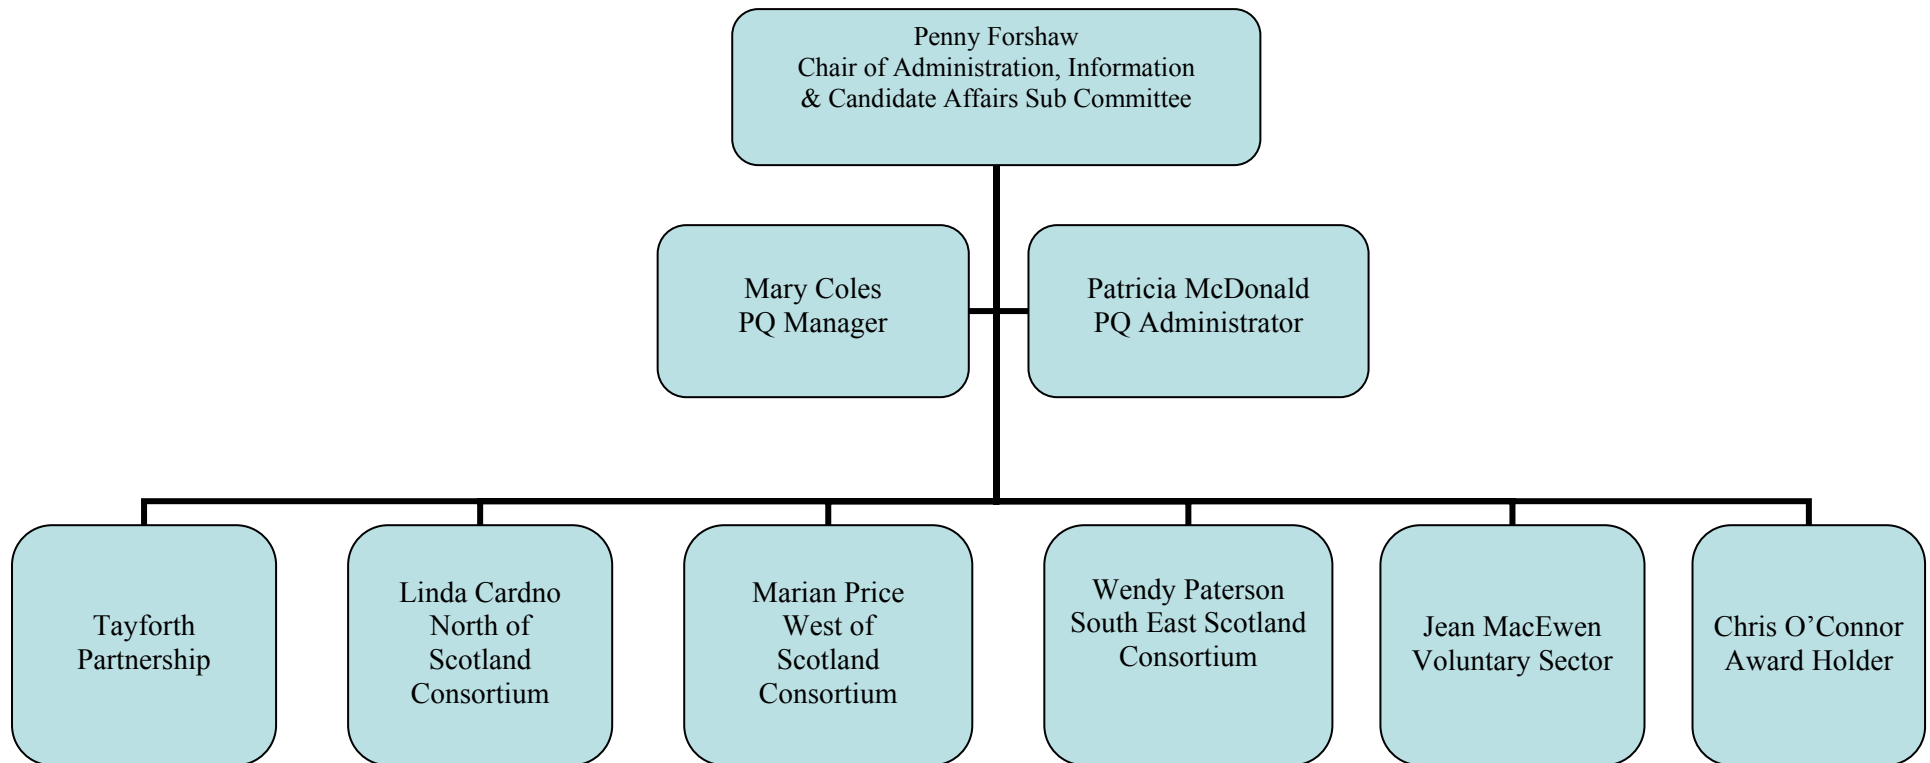 Penny Forshaw
Chair of Administration, Information
& Candidate Affairs Sub Committee
Mary Coles
PQ Manager
Patricia McDonald
PQ Administrator
Tayforth
Partnership
Linda Cardno
North of
Scotland
Consortium
Marian Price
West of
Scotland
Consortium
Wendy Paterson
South East Scotland
Consortium
Jean MacEwen
Voluntary Sector
Chris O’Connor
Award Holder